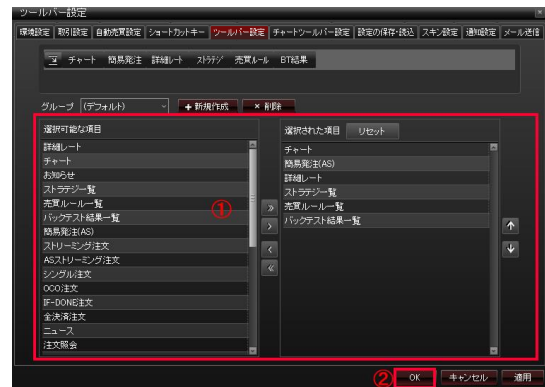 ツールバー設定
環境設定 取引設定 自動売買設定 ショートカットキー ツールバー設定 チャートツールバー設定 設定の保存・読込 スキン設定 通知設定 メール送信
チャート 簡易発注 詳細レート ストラテジ 売買ルール BT結果
グループ (デフォルト) + 新規作成 × 削除
選択可能な項目
詳細レート
チャート
お知らせ
ストラテジ一覧
売買ルール一覧
バックテスト結果一覧
簡易発注(AS)
ストリーミング注文
ASストリーミング注文
シングル注文
OCO注文
IF-DONE注文
全決済注文
ニュース
注文照会
①
» 
›
‹
«
選択された項目 リセット
チャート
簡易発注(AS)
詳細レート
ストラテジ一覧
売買ルール一覧
バックテスト結果一覧
↑
↓
② OK キャンセル 適用